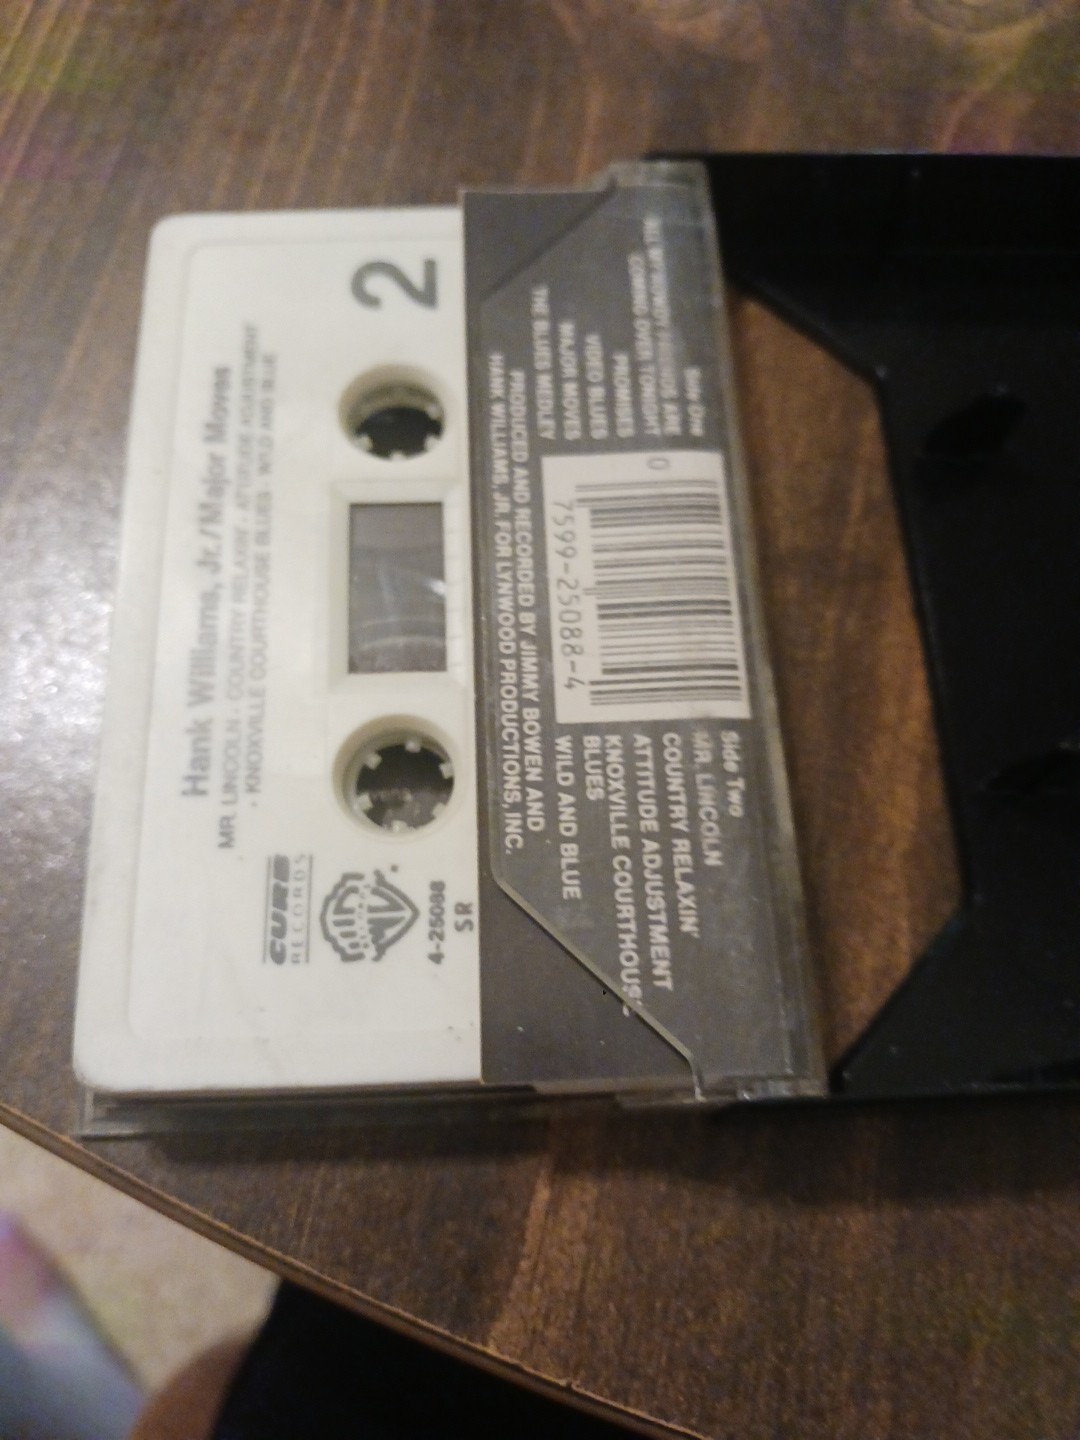 2
Hank Williams, Jr./Major Moves
MR. LINCOLN - COUNTRY RELAXIN' - ATTITUDE ADJUSTMENT
- KNOXVILLE COURTHOUSE BLUES - WILD AND BLUE
CURB
RECORDS
4-25088
SR
Side One
ALL MY ROWDY FRIENDS ARE
COMING OVER TONIGHT
PROMISES
VIDEO BLUES
MAJOR MOVES
THE BLUES MEDLEY
PRODUCED AND RECORDED BY JIMMY BOWEN AND
HANK WILLIAMS, JR. FOR LYNWOOD PRODUCTIONS, INC.
0
7599-25088-4
Side Two
MR. LINCOLN
COUNTRY RELAXIN'
ATTITUDE ADJUSTMENT
KNOXVILLE COURTHOUSE
BLUES
WILD AND BLUE